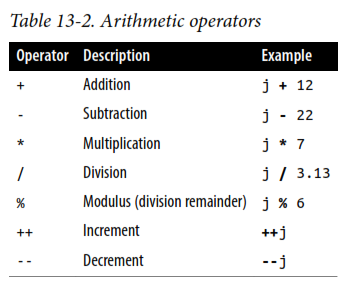 Table 13-2. Arithmetic operators
Operator Description Example
+ Addition j + 12
- Subtraction j - 22
* Multiplication j * 7
/ Division j / 3.13
% Modulus (division remainder) j % 6
++ Increment ++j
-- Decrement --j